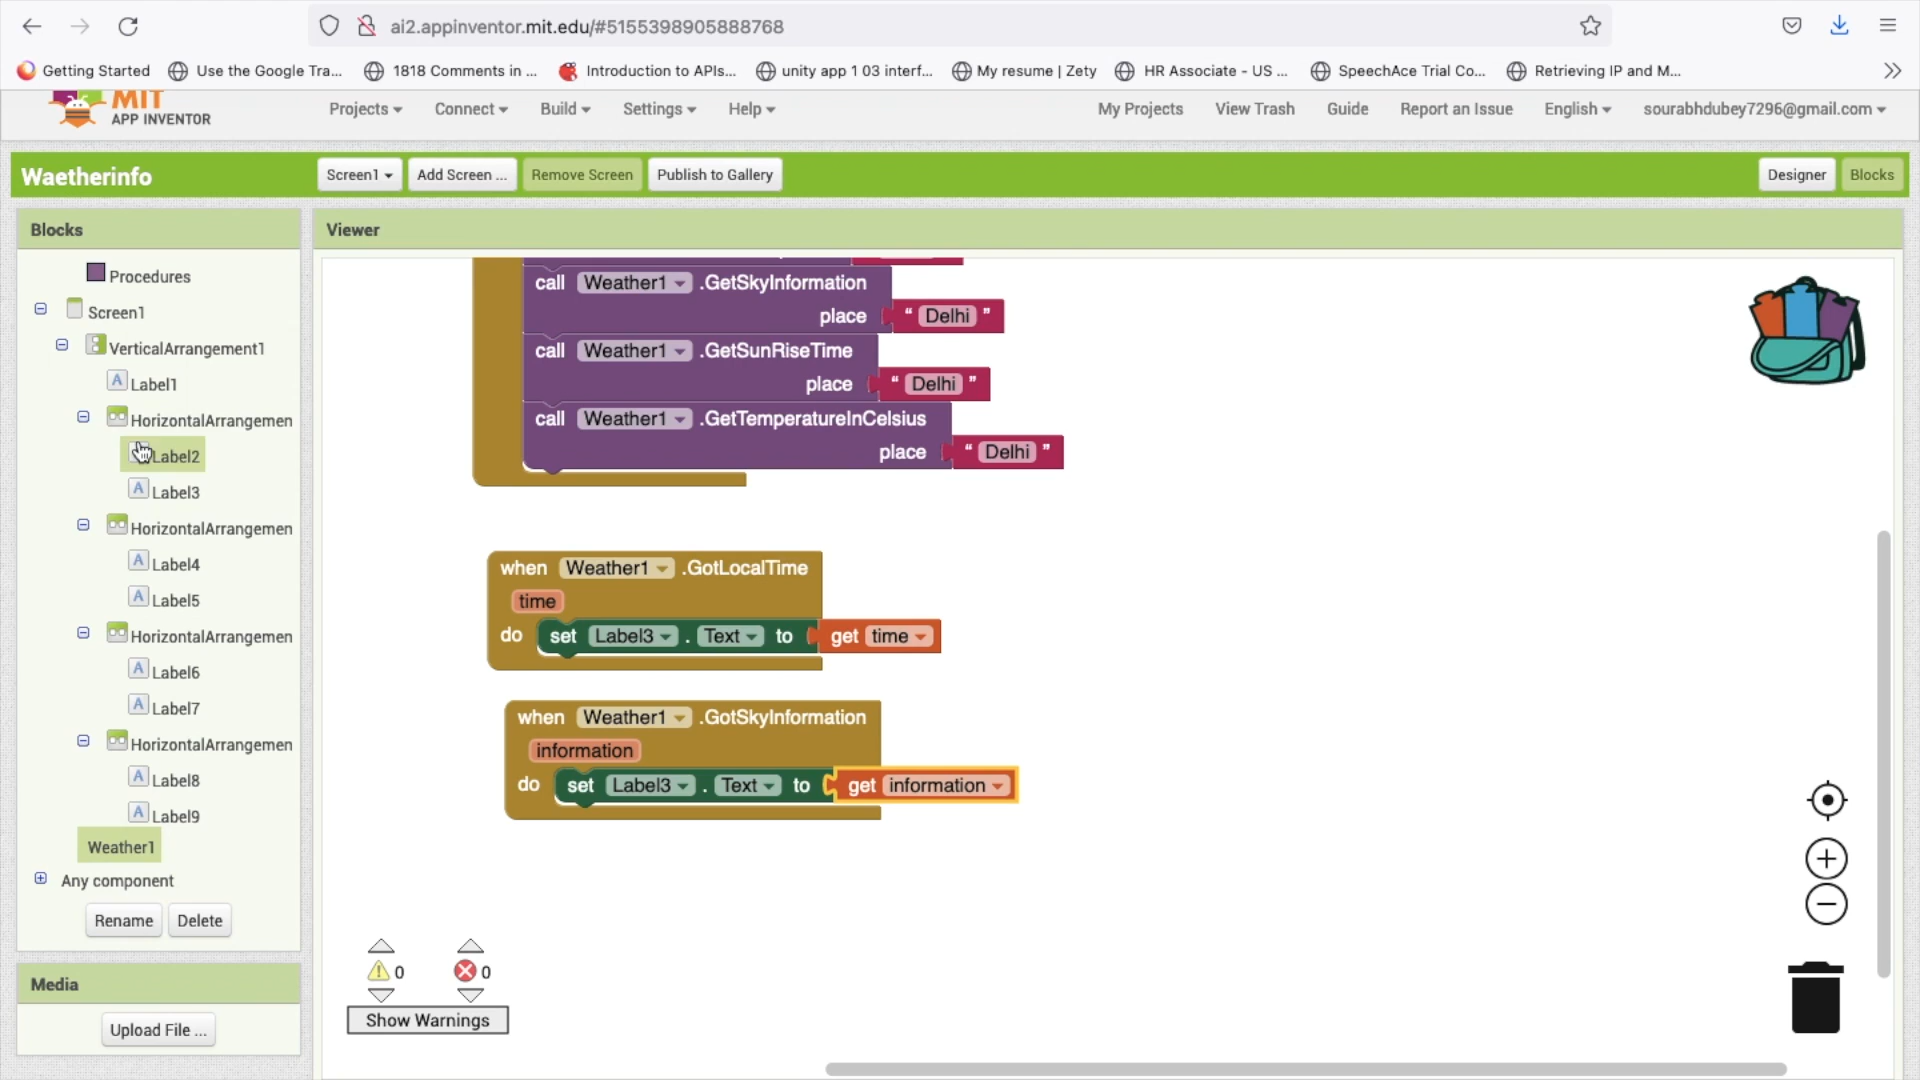 ai2.appinventor.mit.edu/#5155398905888768
Getting Started
Use the Google Tra...
1818 Comments in ...
Introduction to APIs...
unity app 1 03 interf...
My resume | Zety
HR Associate - US ...
SpeechAce Trial Co...
Retrieving IP and M...
MIT
APP INVENTOR
Projects
Connect
Build
Settings
Help
My Projects
View Trash
Guide
Report an Issue
English
sourabhdubey7296@gmail.com
Waetherinfo
Screen1
Add Screen ...
Remove Screen
Publish to Gallery
Designer
Blocks
Blocks
Procedures
Screen1
VerticalArrangement1
Label1
HorizontalArrangemen
Label2
Label3
HorizontalArrangemen
Label4
Label5
HorizontalArrangemen
Label6
Label7
HorizontalArrangemen
Label8
Label9
Weather1
Any component
Rename
Delete
Media
Upload File ...
Viewer
call Weather1 .GetSkyInformation
place " Delhi "
call Weather1 .GetSunRiseTime
place " Delhi "
call Weather1 .GetTemperatureInCelsius
place " Delhi "
when Weather1 .GotLocalTime
time
do set Label3 . Text to get time
when Weather1 .GotSkyInformation
information
do set Label3 . Text to get information
0
0
Show Warnings